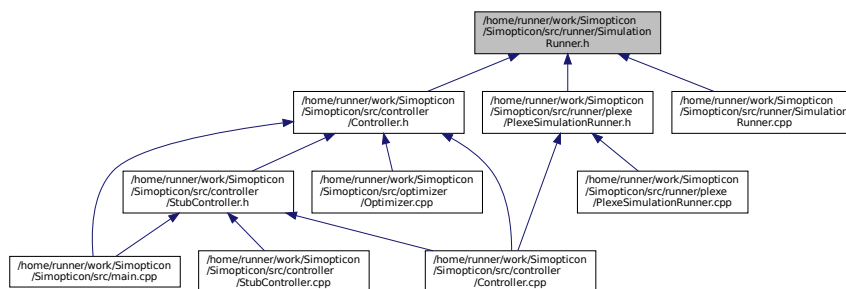 /home/runner/work/Simopticon
/Simopticon/src/runner/Simulation
Runner.h
/home/runner/work/Simopticon
/Simopticon/src/controller
/Controller.h
/home/runner/work/Simopticon
/Simopticon/src/runner/plexe
/PlexeSimulationRunner.h
/home/runner/work/Simopticon
/Simopticon/src/runner/Simulation
Runner.cpp
/home/runner/work/Simopticon
/Simopticon/src/controller
/StubController.h
/home/runner/work/Simopticon
/Simopticon/src/optimizer
/Optimizer.cpp
/home/runner/work/Simopticon
/Simopticon/src/runner/plexe
/PlexeSimulationRunner.cpp
/home/runner/work/Simopticon
/Simopticon/src/main.cpp
/home/runner/work/Simopticon
/Simopticon/src/controller
/StubController.cpp
/home/runner/work/Simopticon
/Simopticon/src/controller
/Controller.cpp